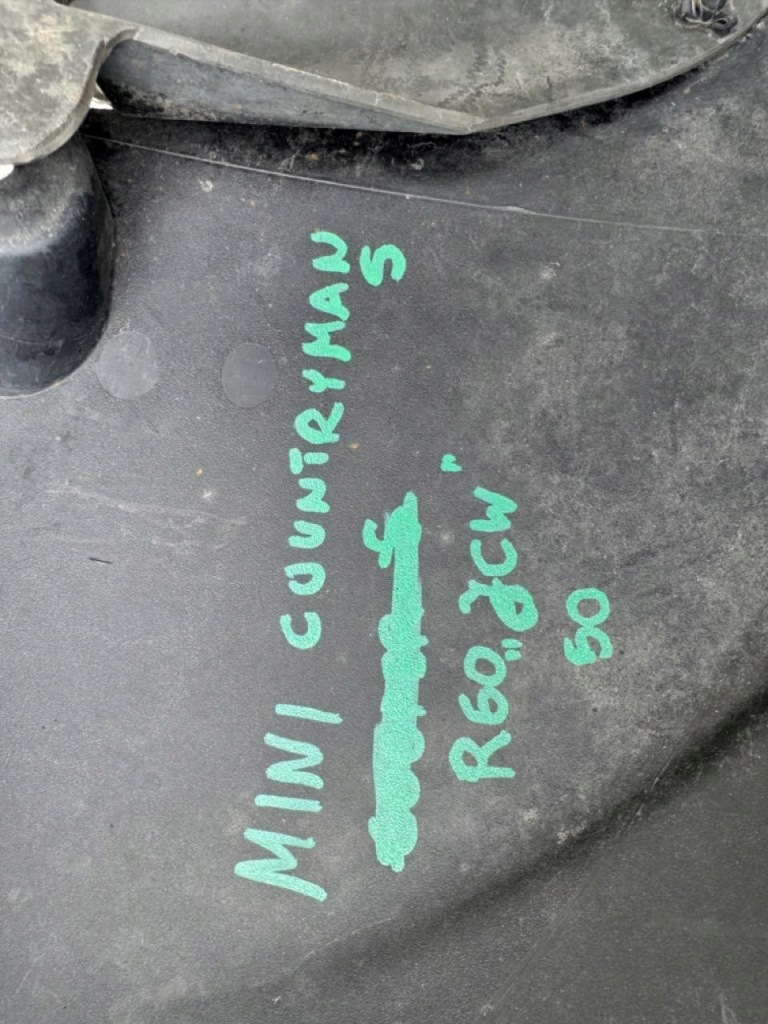 MINI COUNTRYMAN
S
R60 "JCW"
50